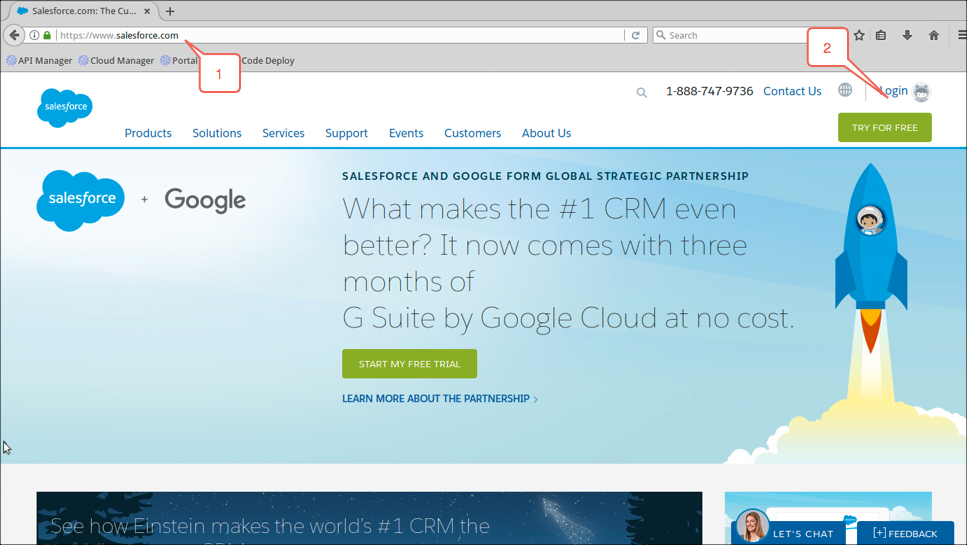 Salesforce.com: The Cu...
https://www.salesforce.com
Search
API Manager Cloud Manager Portal Code Deploy
1
2
salesforce
1-888-747-9736 Contact Us
Login
Products Solutions Services Support Events Customers About Us
TRY FOR FREE
salesforce + Google
SALESFORCE AND GOOGLE FORM GLOBAL STRATEGIC PARTNERSHIP
What makes the #1 CRM even
better? It now comes with three
months of
G Suite by Google Cloud at no cost.
START MY FREE TRIAL
LEARN MORE ABOUT THE PARTNERSHIP >
See how Einstein makes the world's #1 CRM the
LET'S CHAT
[+] FEEDBACK